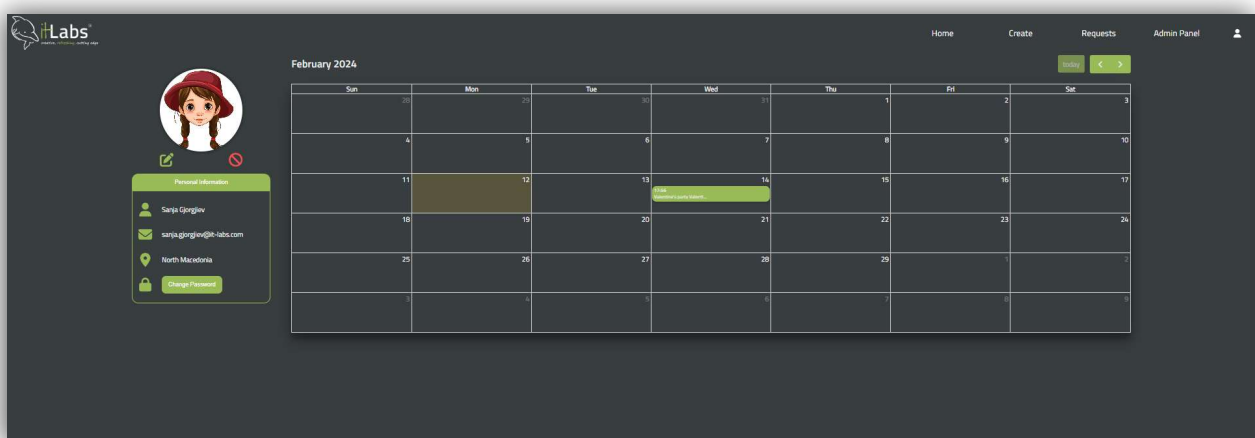 itLabs
Home Create Requests Admin Panel
February 2024
today
Sun Mon Tue Wed Thu Fri Sat
28 29 30 31 1 2 3
4 5 6 7 8 9 10
11 12 13 14 15 16 17
Valentine's party
18 19 20 21 22 23 24
25 26 27 28 29 1 2
3 4 5 6 7 8 9
Personal Information
Sanja Gjorgjiev
sanja.gjorgjiev@it-labs.com
North Macedonia
Change Password